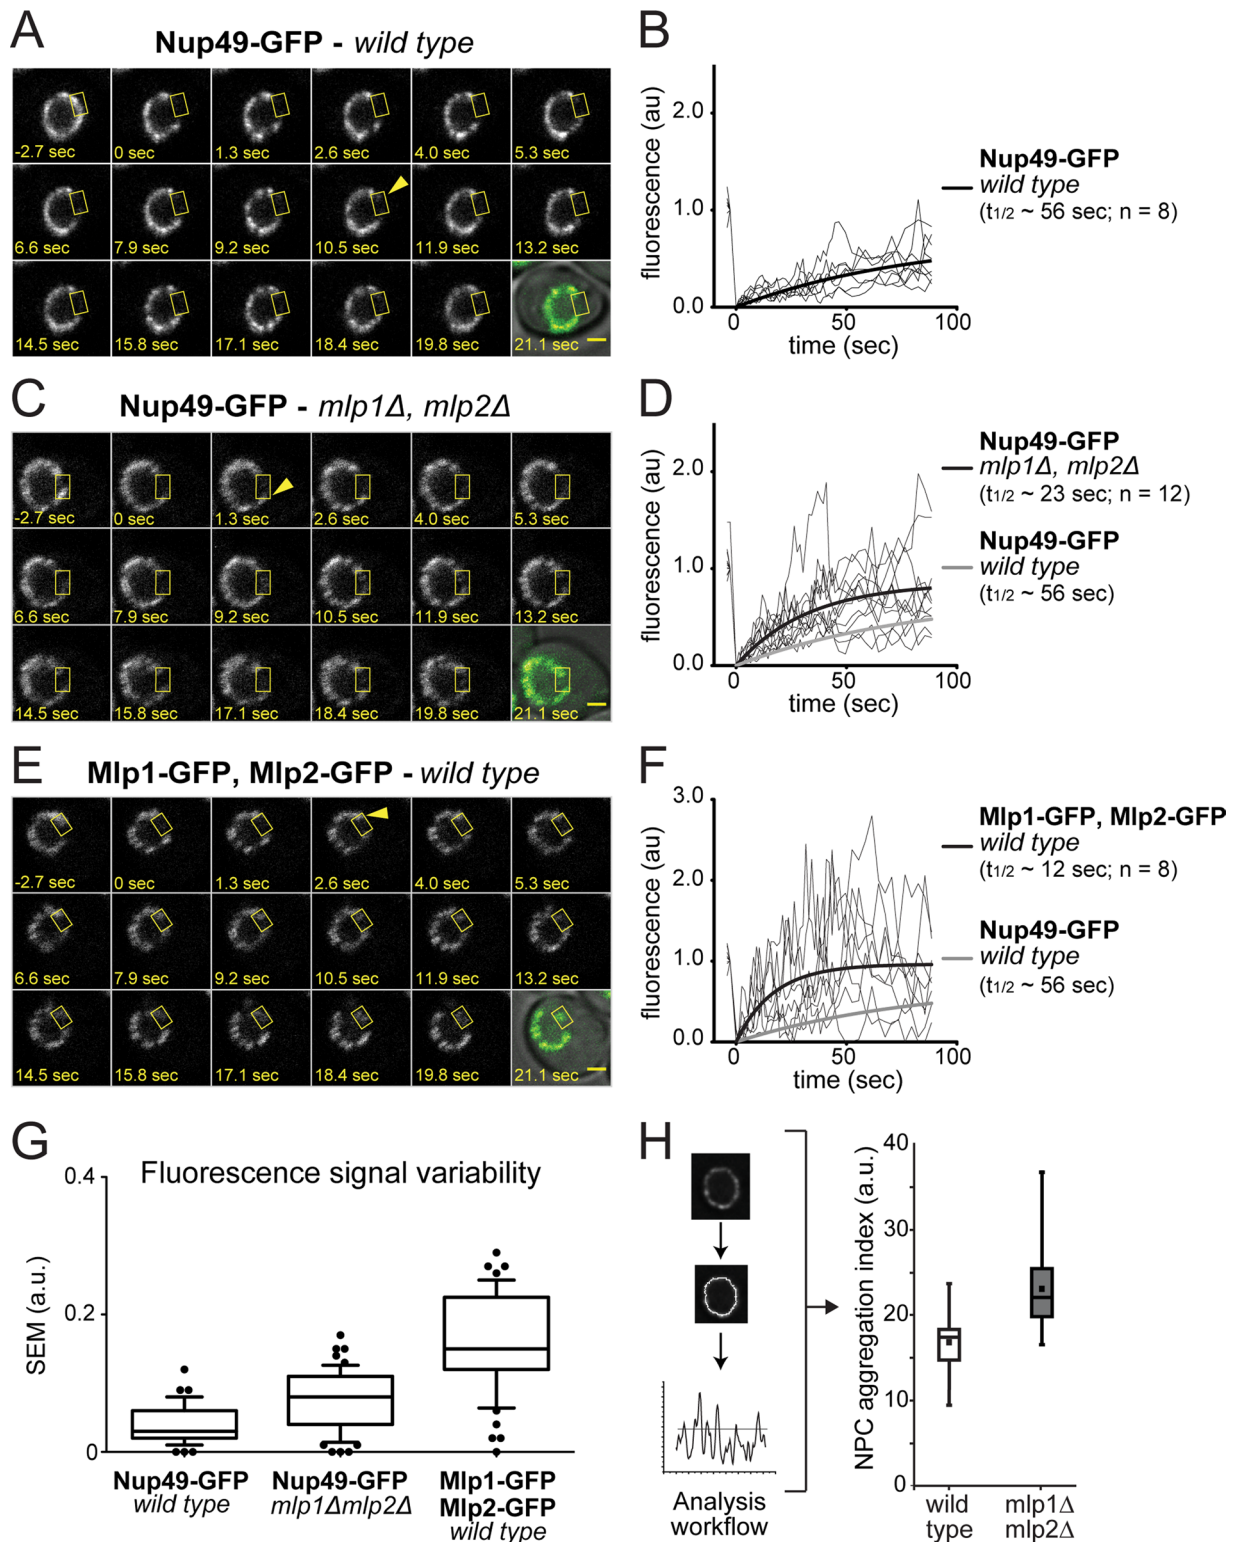 A
Nup49-GFP - wild type
-2.7 sec 0 sec 1.3 sec 2.6 sec 4.0 sec 5.3 sec
6.6 sec 7.9 sec 9.2 sec 10.5 sec 11.9 sec 13.2 sec
14.5 sec 15.8 sec 17.1 sec 18.4 sec 19.8 sec 21.1 sec
B
fluorescence (au)
2.0
1.0
0.0
0 50 100
time (sec)
Nup49-GFP
wild type
(t1/2 ~ 56 sec; n = 8)
C
Nup49-GFP - mlp1Δ, mlp2Δ
-2.7 sec 0 sec 1.3 sec 2.6 sec 4.0 sec 5.3 sec
6.6 sec 7.9 sec 9.2 sec 10.5 sec 11.9 sec 13.2 sec
14.5 sec 15.8 sec 17.1 sec 18.4 sec 19.8 sec 21.1 sec
D
fluorescence (au)
2.0
1.0
0.0
0 50 100
time (sec)
Nup49-GFP
mlp1Δ, mlp2Δ
(t1/2 ~ 23 sec; n = 12)
Nup49-GFP
wild type
(t1/2 ~ 56 sec)
E
Mlp1-GFP, Mlp2-GFP - wild type
-2.7 sec 0 sec 1.3 sec 2.6 sec 4.0 sec 5.3 sec
6.6 sec 7.9 sec 9.2 sec 10.5 sec 11.9 sec 13.2 sec
14.5 sec 15.8 sec 17.1 sec 18.4 sec 19.8 sec 21.1 sec
F
fluorescence (au)
3.0
2.0
1.0
0.0
0 50 100
time (sec)
Mlp1-GFP, Mlp2-GFP
wild type
(t1/2 ~ 12 sec; n = 8)
Nup49-GFP
wild type
(t1/2 ~ 56 sec)
G
Fluorescence signal variability
SEM (a.u.)
0.4
0.2
0
Nup49-GFP
wild type
Nup49-GFP
mlp1Δmlp2Δ
Mlp1-GFP
Mlp2-GFP
wild type
H
Analysis
workflow
NPC aggregation index (a.u.)
40
30
20
10
0
wild
type
mlp1Δ
mlp2Δ